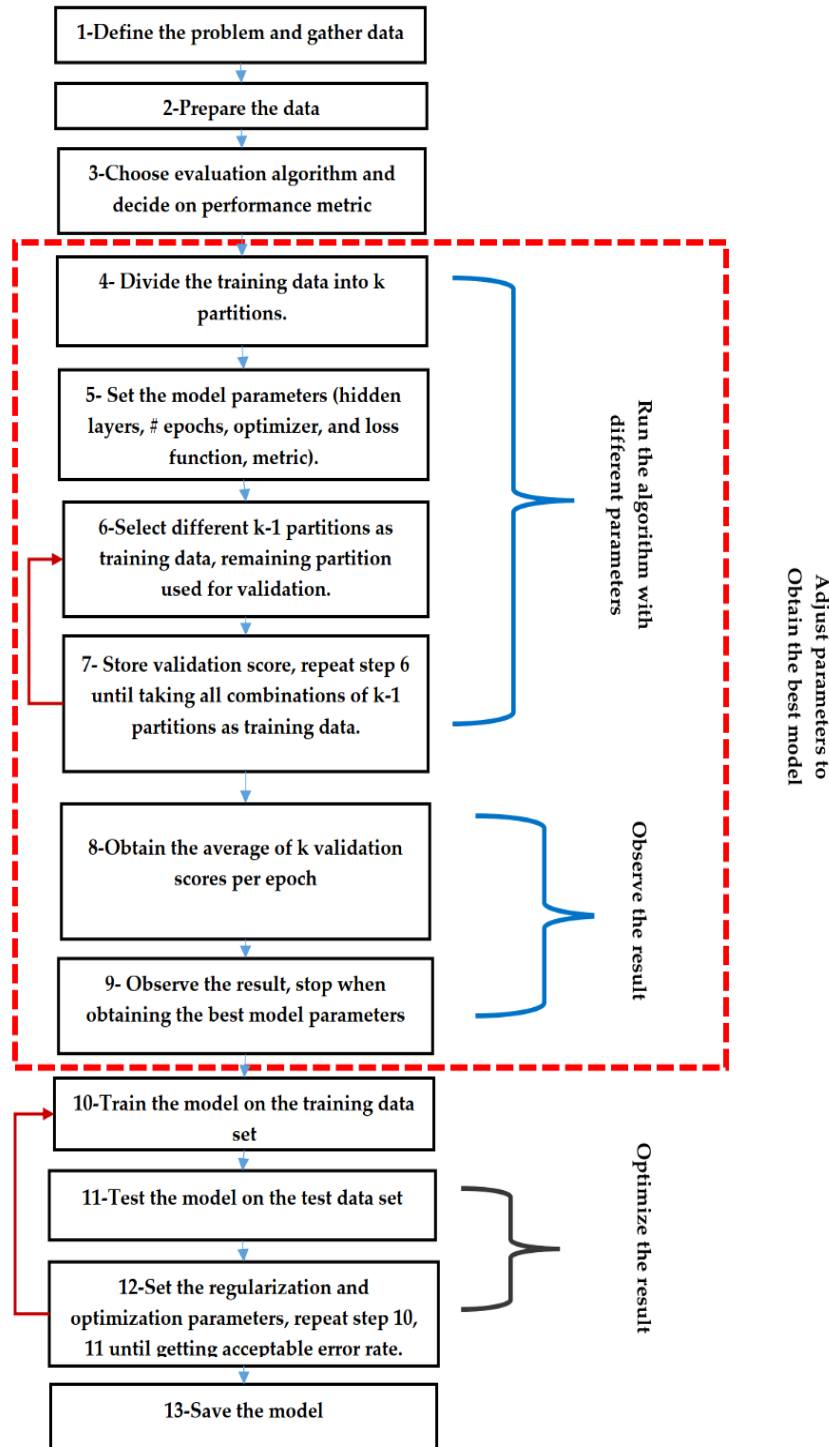 1-Define the problem and gather data
2-Prepare the data
3-Choose evaluation algorithm and
decide on performance metric
4- Divide the training data into k
partitions.
5- Set the model parameters (hidden
layers, # epochs, optimizer, and loss
function, metric).
6-Select different k-1 partitions as
training data, remaining partition
used for validation.
7- Store validation score, repeat step 6
until taking all combinations of k-1
partitions as training data.
Run the algorithm with
different parameters
8-Obtain the average of k validation
scores per epoch
9- Observe the result, stop when
obtaining the best model parameters
Observe the result
Adjust parameters to
Obtain the best model
10-Train the model on the training data
set
11-Test the model on the test data set
12-Set the regularization and
optimization parameters, repeat step 10,
11 until getting acceptable error rate.
Optimize the result
13-Save the model